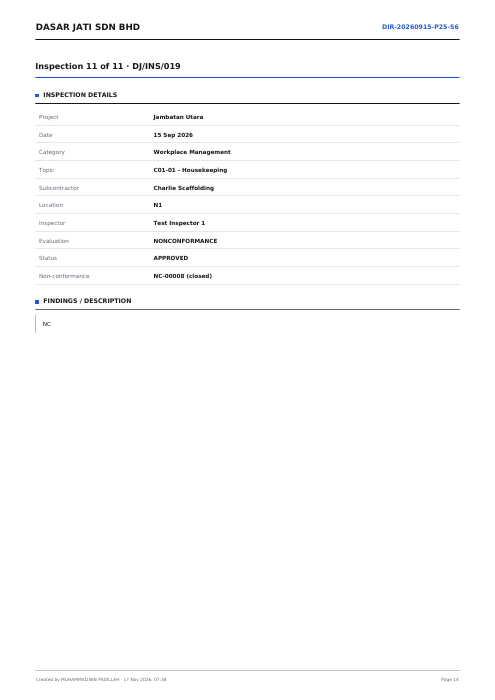 DASAR JATI SDN BHD
DIR-20260915-P25-S6
Inspection 11 of 11 · DJ/INS/019
INSPECTION DETAILS
Project Jambatan Utara
Date 15 Sep 2026
Category Workplace Management
Topic C01-01 - Housekeeping
Subcontractor Charlie Scaffolding
Location N1
Inspector Test Inspector 1
Evaluation NONCONFORMANCE
Status APPROVED
Non-conformance NC-00008 (closed)
FINDINGS / DESCRIPTION
NC
Created by MUHAMMAD BIN FADILLAH · 17 Nov 2026, 07:38
Page 14